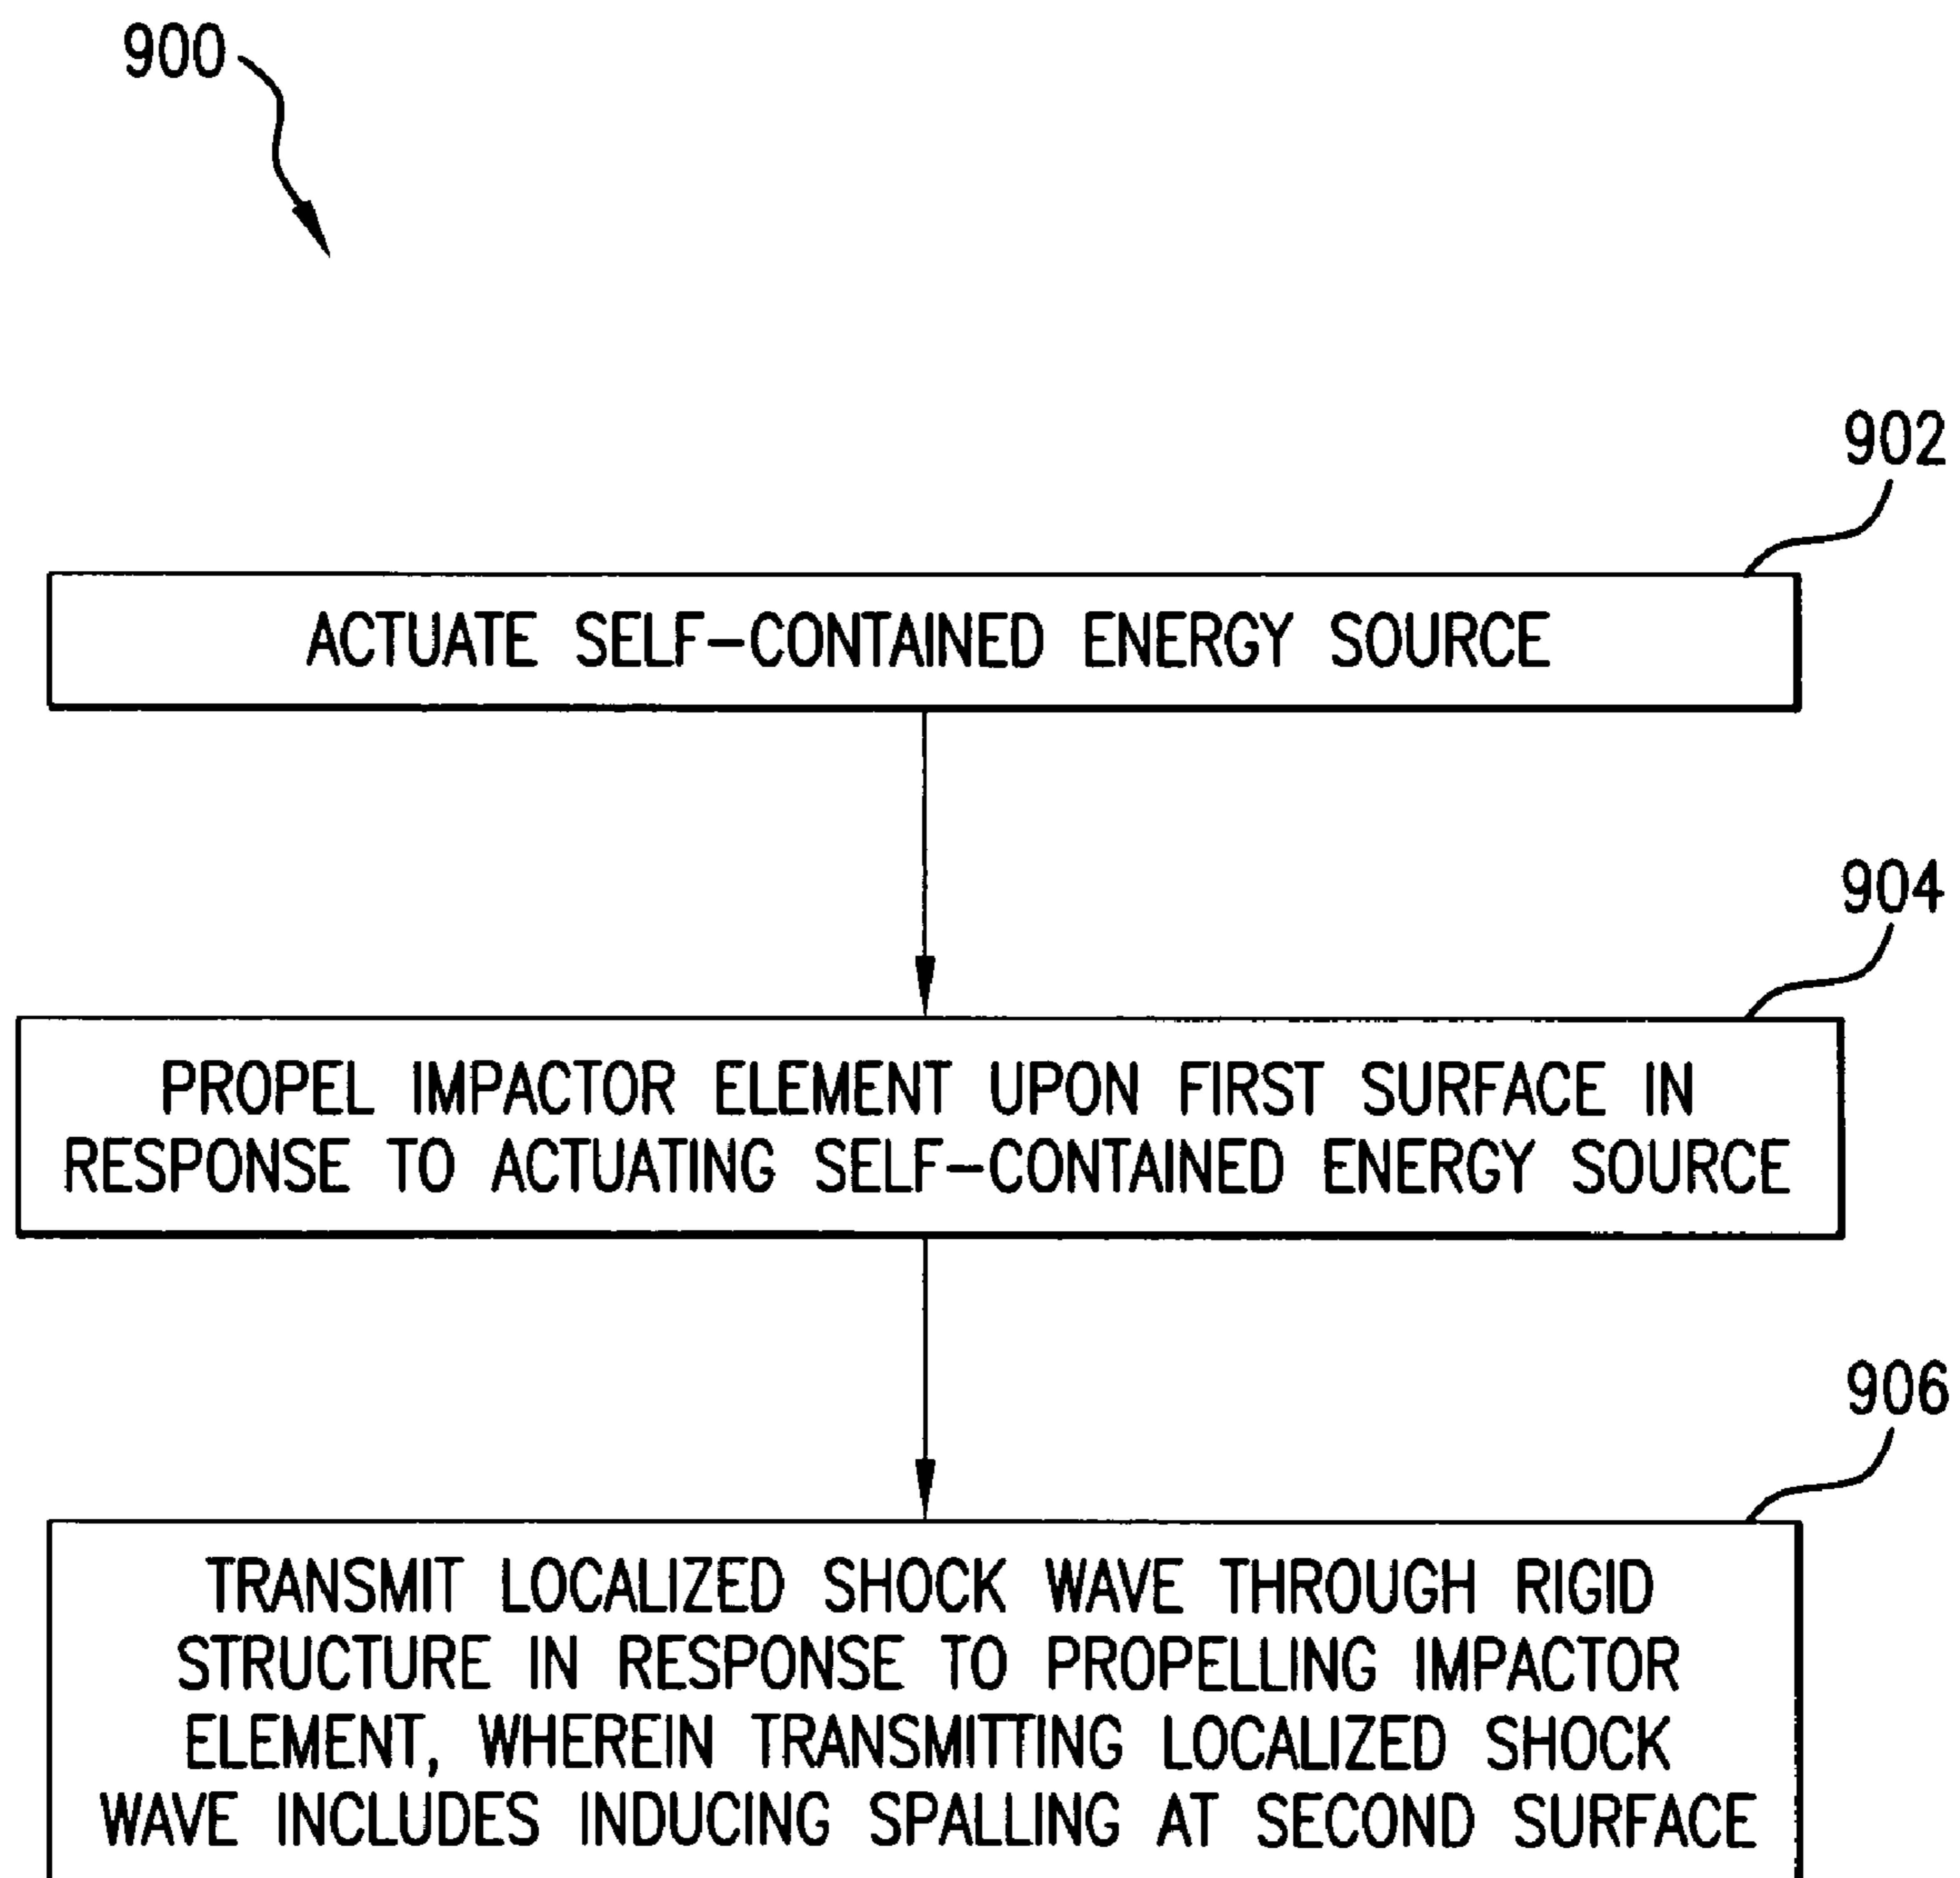 900
902
ACTUATE SELF-CONTAINED ENERGY SOURCE
904
PROPEL IMPACTOR ELEMENT UPON FIRST SURFACE IN
RESPONSE TO ACTUATING SELF-CONTAINED ENERGY SOURCE
906
TRANSMIT LOCALIZED SHOCK WAVE THROUGH RIGID
STRUCTURE IN RESPONSE TO PROPELLING IMPACTOR
ELEMENT, WHEREIN TRANSMITTING LOCALIZED SHOCK
WAVE INCLUDES INDUCING SPALLING AT SECOND SURFACE